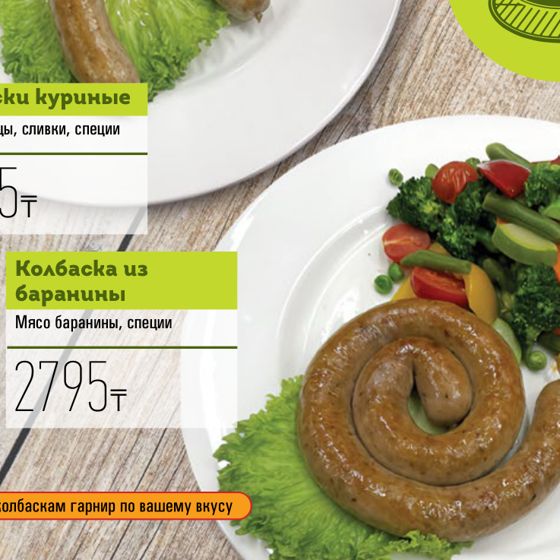 ски куриные
цы, сливки, специи
5₸
Колбаска из
баранины
Мясо баранины, специи
2795₸
колбаскам гарнир по вашему вкусу